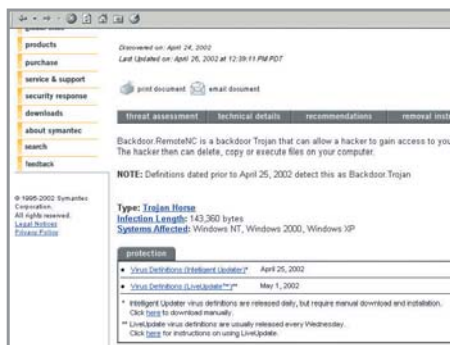 products
purchase
service & support
security response
downloads
about symantec
search
feedback
© 1995-2002 Symantec
Corporation.
All rights reserved.
Legal Notices
Privacy Policy
Discovered on: April 24, 2002
Last Updated on: April 26, 2002 at 12:39:11 PM PDT
print document email document
threat assessment technical details recommendations removal instr
Backdoor.RemoteNC is a backdoor Trojan that can allow a hacker to gain access to you
The hacker then can delete, copy or execute files on your computer.
NOTE: Definitions dated prior to April 25, 2002 detect this as Backdoor.Trojan
Type: Trojan Horse
Infection Length: 143,360 bytes
Systems Affected: Windows NT, Windows 2000, Windows XP
protection
• Virus Definitions (Intelligent Updater)* April 25, 2002
• Virus Definitions (LiveUpdate™)** May 1, 2002
* Intelligent Updater virus definitions are released daily, but require manual download and installation.
Click here to download manually.
** LiveUpdate virus definitions are usually released every Wednesday.
Click here for instructions on using LiveUpdate.